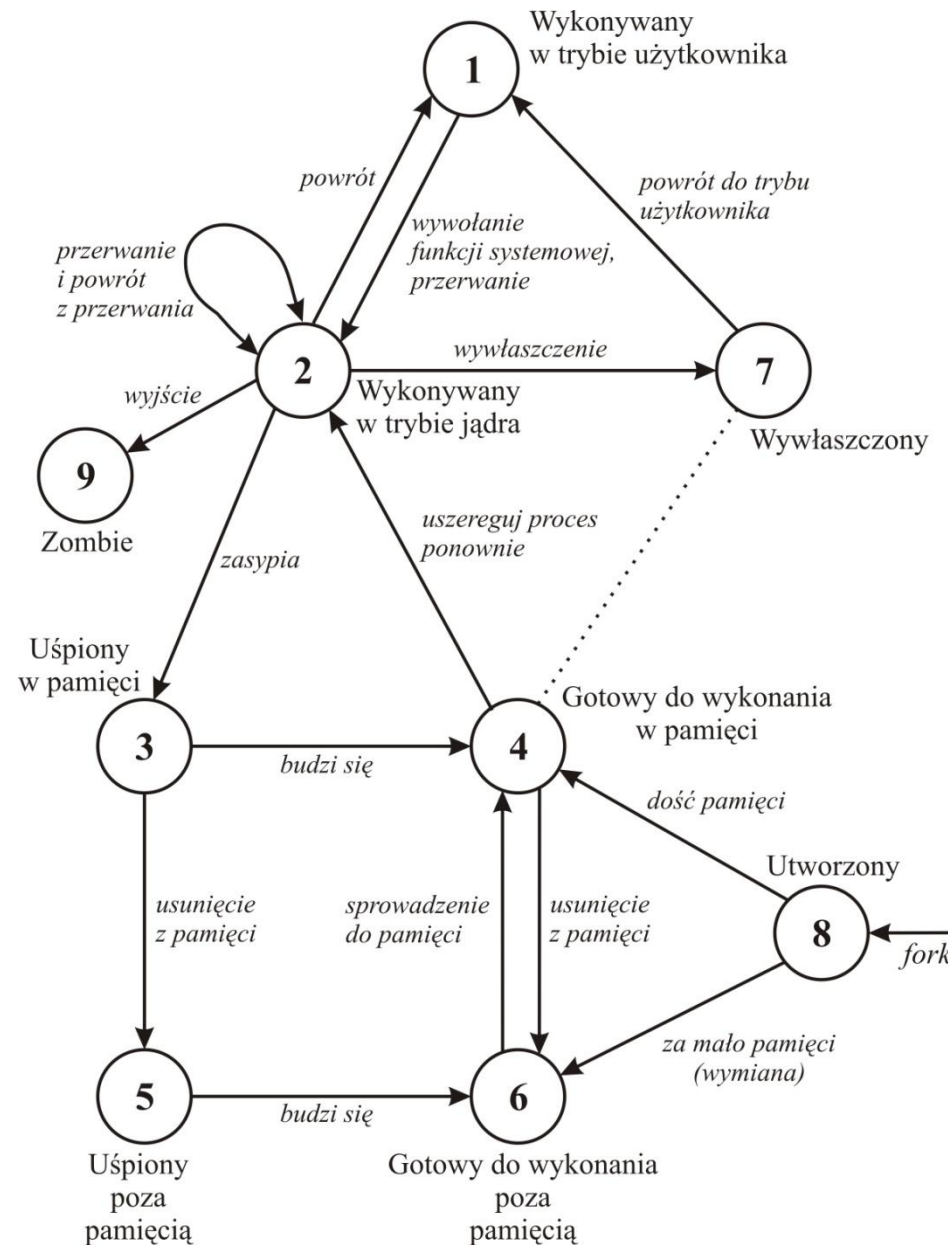 Wykonywany
w trybie użytkownika
1
powrót
powrót do trybu
użytkownika
wywołanie
funkcji systemowej,
przerwanie
przerwanie
i powrót
z przerwania
2
wywłaszczenie
7
wyjście
Wykonywany
w trybie jądra
Wywłaszczony
9
Zombie
uszereguj proces
ponownie
zasypia
Uśpiony
w pamięci
Gotowy do wykonania
w pamięci
3
4
budzi się
dość pamięci
Utworzony
usunięcie
z pamięci
sprowadzenie
do pamięci
usunięcie
z pamięci
8
fork
za mało pamięci
(wymiana)
5
6
budzi się
Uśpiony
poza
pamięcią
Gotowy do wykonania
poza
pamięcią